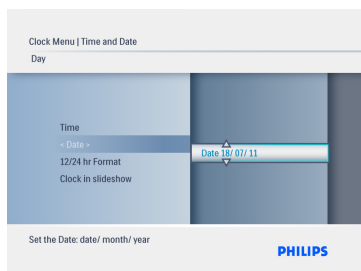 Clock Menu | Time and Date
Day
Time
< Date >
Date 18/ 07/ 11
12/24 hr Format
Clock in slideshow
Set the Date: date/ month/ year
PHILIPS